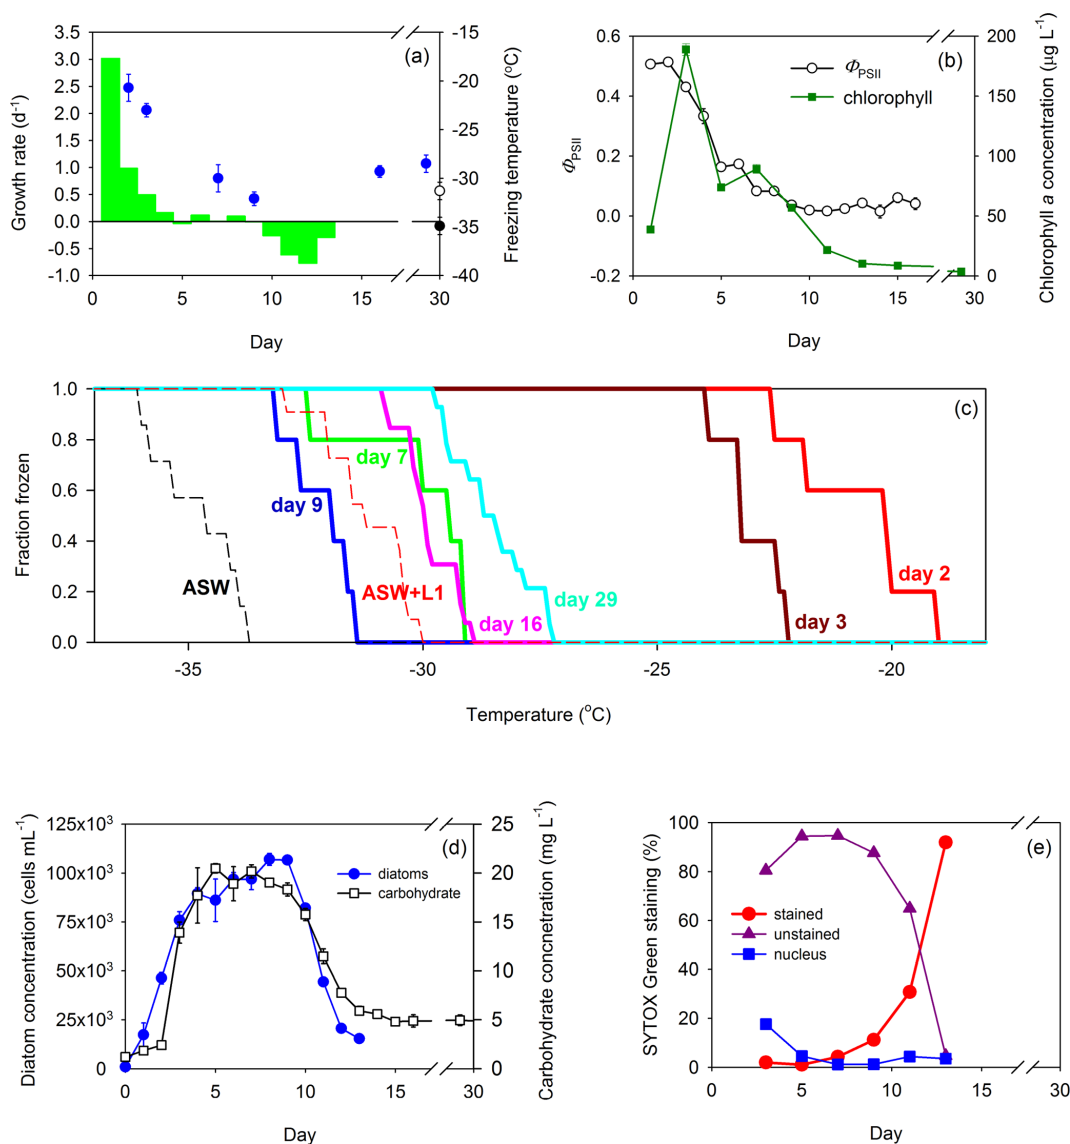 (a)
Growth rate (d⁻¹)
3.5
3.0
2.5
2.0
1.5
1.0
0.5
0.0
-0.5
-1.0
0
5
10
15
30
Day
-15
-20
-25
-30
-35
-40
Freezing temperature (°C)
(b)
Φ_PSII
0.6
0.4
0.2
0.0
-0.2
0
5
10
15
30
Day
200
150
100
50
0
Chlorophyll a concentration (µg L⁻¹)
Φ_PSII
chlorophyll
(c)
Fraction frozen
1.0
0.8
0.6
0.4
0.2
0.0
-35
-30
-25
-20
Temperature (°C)
ASW
day 9
ASW+L1
day 7
day 16
day 29
day 3
day 2
(d)
Diatom concentration (cells mL⁻¹)
125x10³
100x10³
75x10³
50x10³
25x10³
0
0
5
10
15
30
Day
25
20
15
10
5
0
Carbohydrate concnetration (mg L⁻¹)
diatoms
carbohydrate
(e)
SYTOX Green staining (%)
100
80
60
40
20
0
0
5
10
15
30
Day
stained
unstained
nucleus